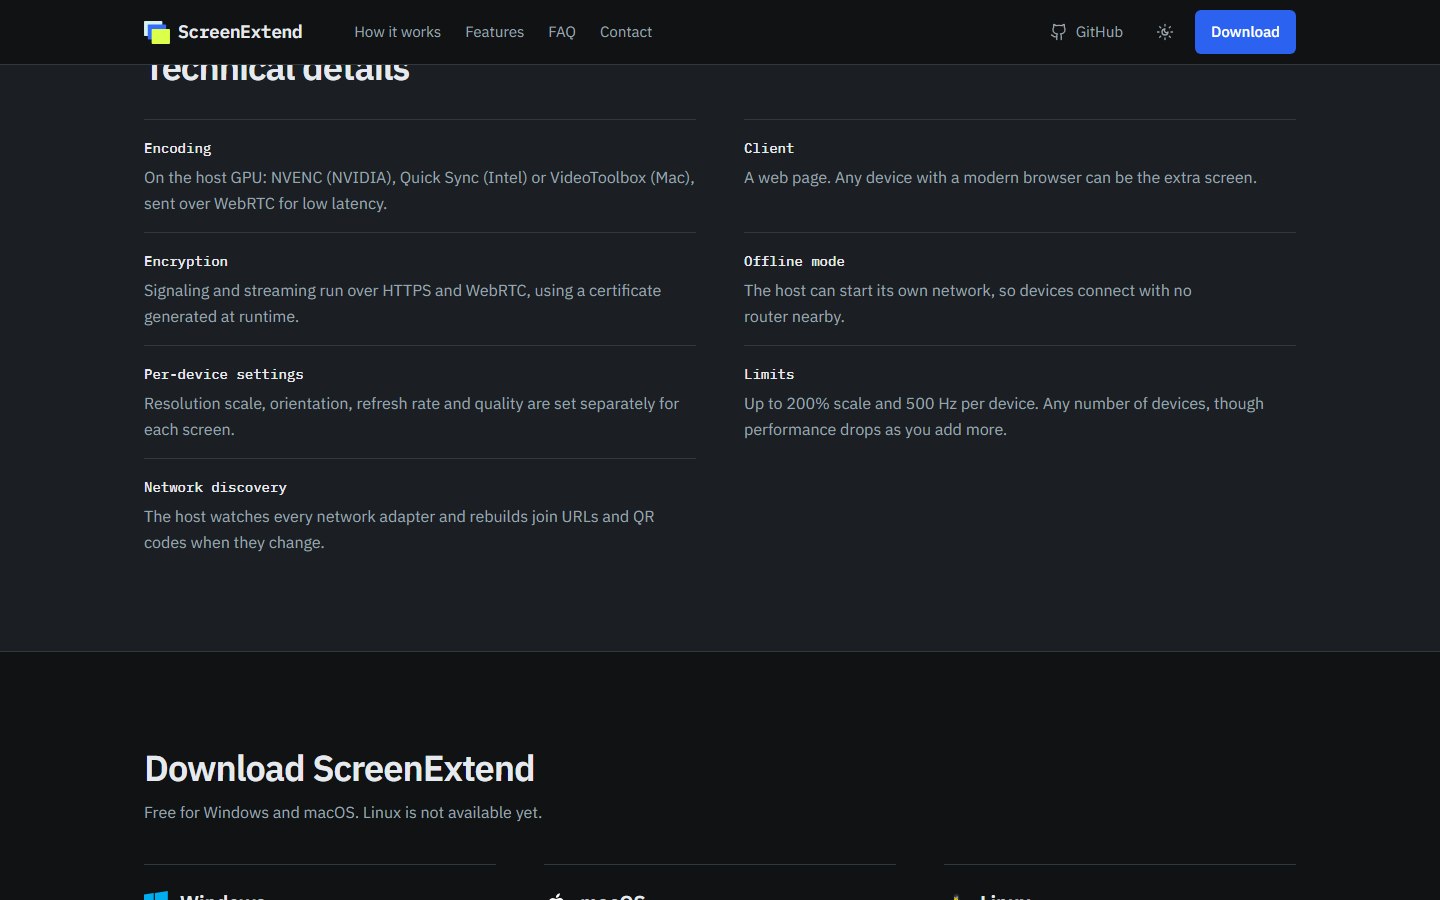 ScreenExtend How it works Features FAQ Contact GitHub Download
Technical details
Encoding
On the host GPU: NVENC (NVIDIA), Quick Sync (Intel) or VideoToolbox (Mac),
sent over WebRTC for low latency.
Client
A web page. Any device with a modern browser can be the extra screen.
Encryption
Signaling and streaming run over HTTPS and WebRTC, using a certificate
generated at runtime.
Offline mode
The host can start its own network, so devices connect with no
router nearby.
Per-device settings
Resolution scale, orientation, refresh rate and quality are set separately for
each screen.
Limits
Up to 200% scale and 500 Hz per device. Any number of devices, though
performance drops as you add more.
Network discovery
The host watches every network adapter and rebuilds join URLs and QR
codes when they change.
Download ScreenExtend
Free for Windows and macOS. Linux is not available yet.
Windows macOS Linux